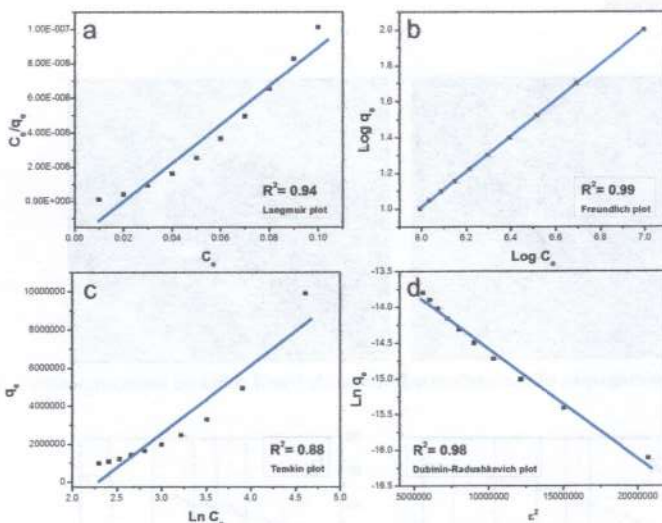 a
C_e/q_e
1.00E-007
8.00E-008
6.00E-008
4.00E-008
2.00E-008
0.00E+000
R²= 0.94
Langmuir plot
0.00 0.02 0.04 0.06 0.08 0.10
C_e
b
Log q_e
2.0
1.8
1.6
1.4
1.2
1.0
R²= 0.99
Freundlich plot
6.0 6.2 6.4 6.6 6.8 7.0
Log C_e
c
q_e
10000000
8000000
6000000
4000000
2000000
0
R²= 0.88
Temkin plot
2.0 2.5 3.0 3.5 4.0 4.5 5.0
Ln C_e
d
Ln q_e
-13.5
-14.0
-14.5
-15.0
-15.5
-16.0
-16.5
R²= 0.98
Dubinin-Radushkevich plot
5000000 10000000 15000000 20000000
ε²